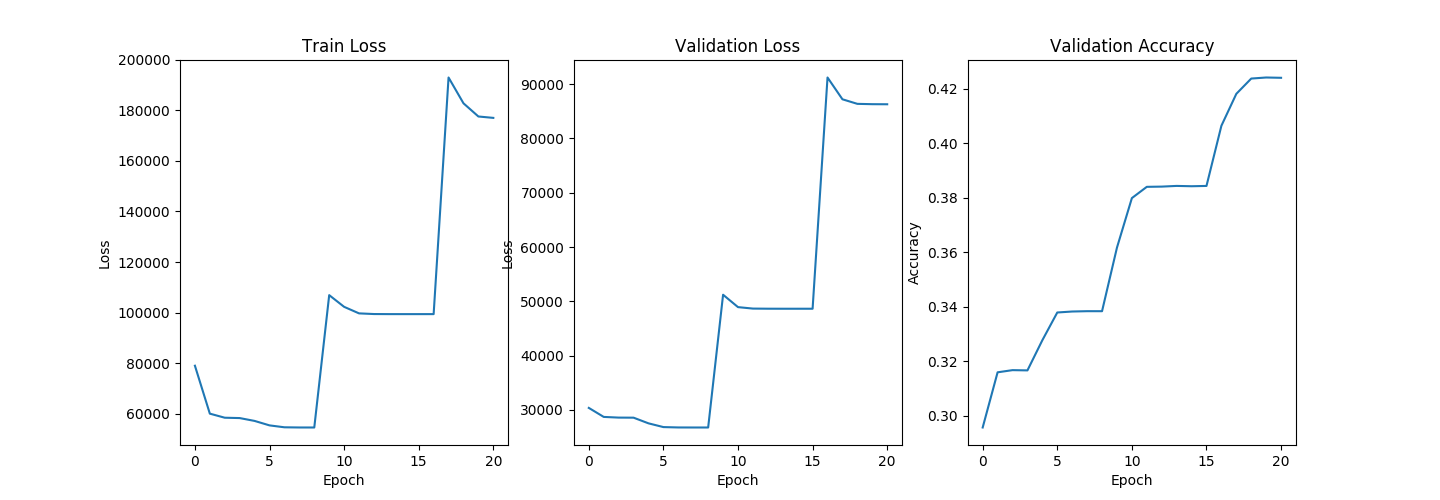 Train Loss
Validation Loss
Validation Accuracy
200000
180000
160000
140000
120000
100000
80000
60000
Loss
0 5 10 15 20
Epoch
90000
80000
70000
60000
50000
40000
30000
Loss
0 5 10 15 20
Epoch
0.42
0.40
0.38
0.36
0.34
0.32
0.30
Accuracy
0 5 10 15 20
Epoch